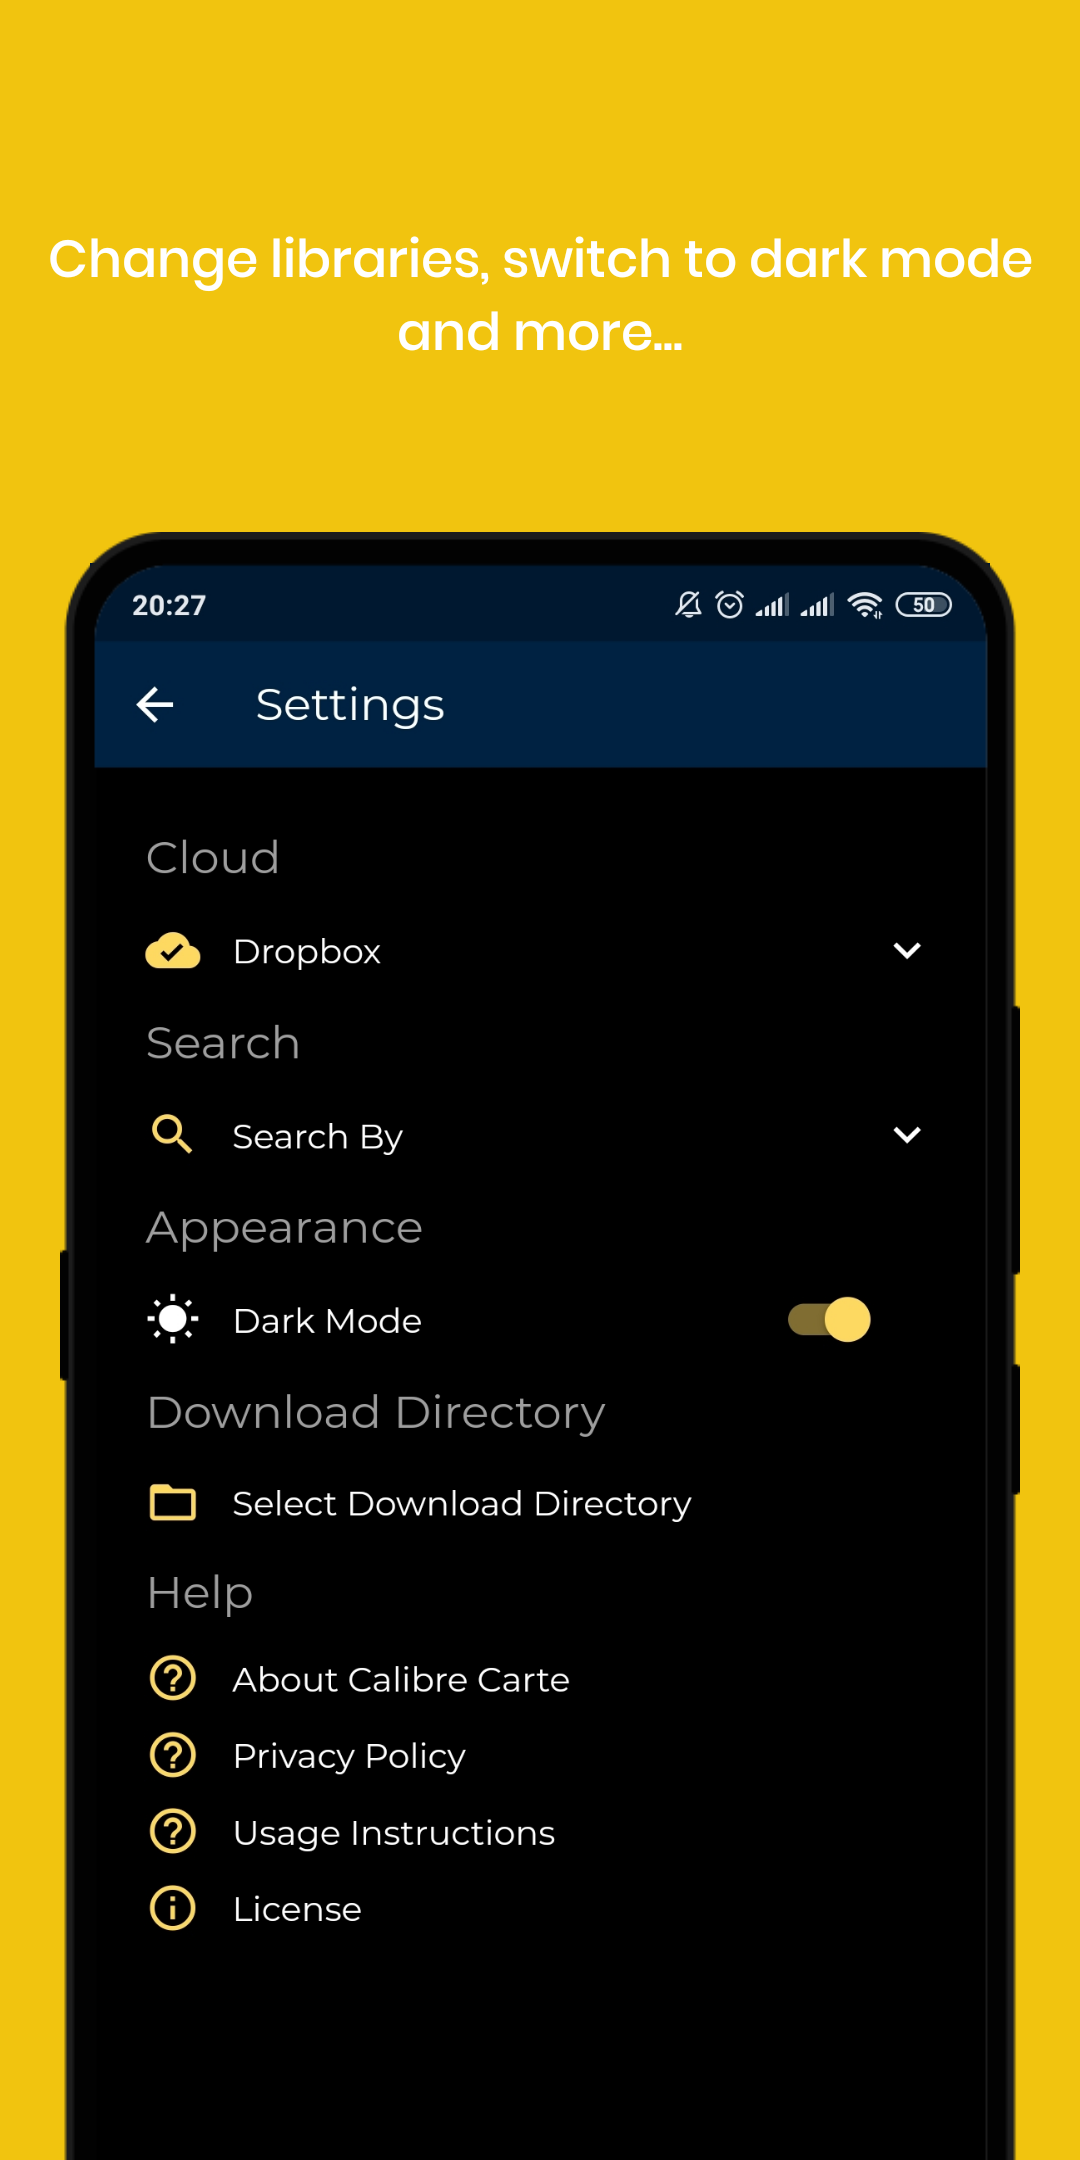 Change libraries, switch to dark mode
and more...
20:27
50
Settings
Cloud
Dropbox
Search
Search By
Appearance
Dark Mode
Download Directory
Select Download Directory
Help
About Calibre Carte
Privacy Policy
Usage Instructions
License